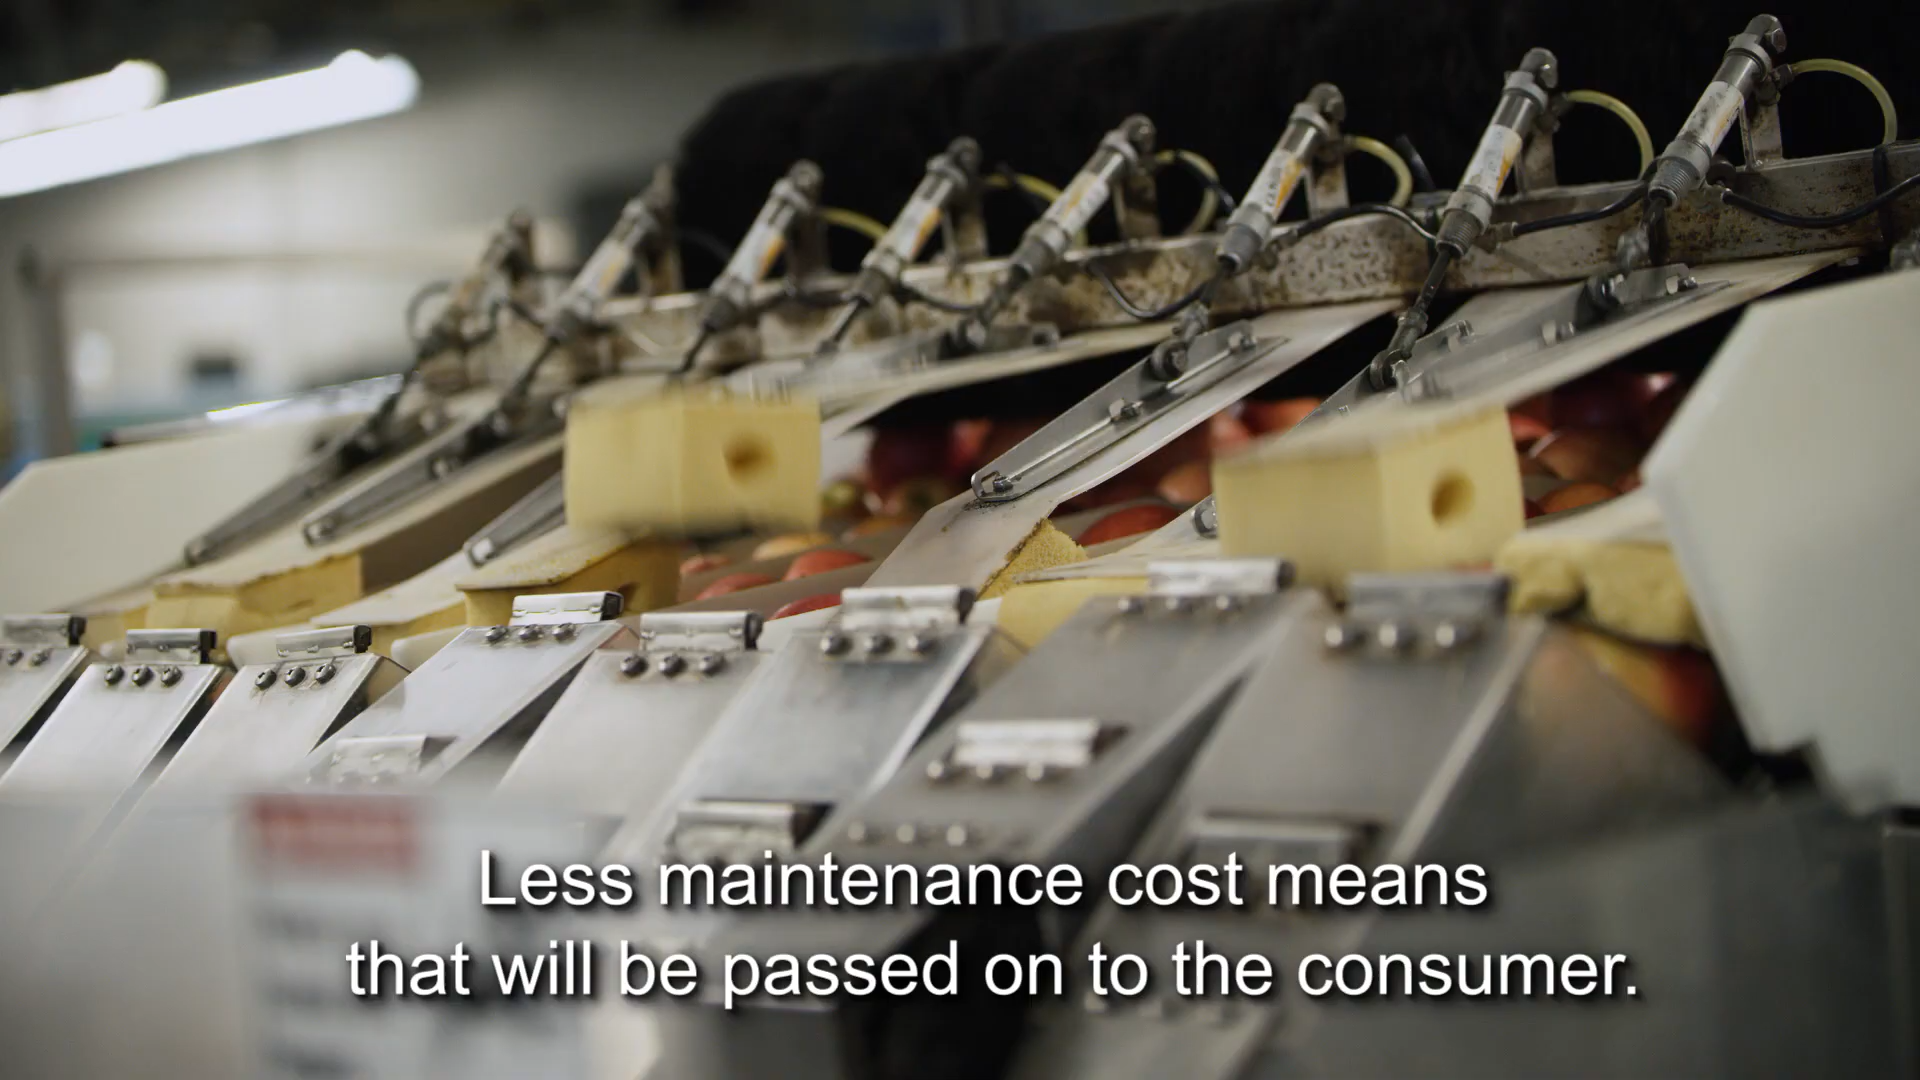 Less maintenance cost means
that will be passed on to the consumer.